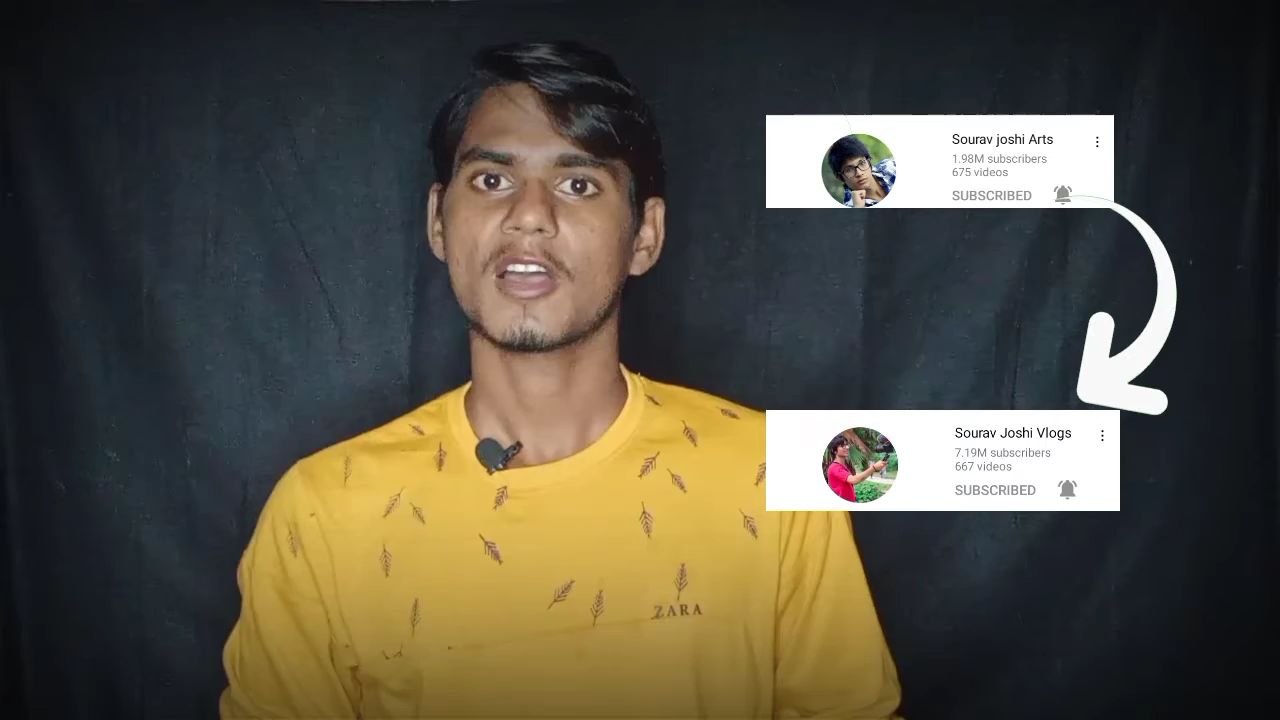 Sourav joshi Arts
1.98M subscribers
675 videos
SUBSCRIBED
Sourav Joshi Vlogs
7.19M subscribers
667 videos
SUBSCRIBED
ZARA